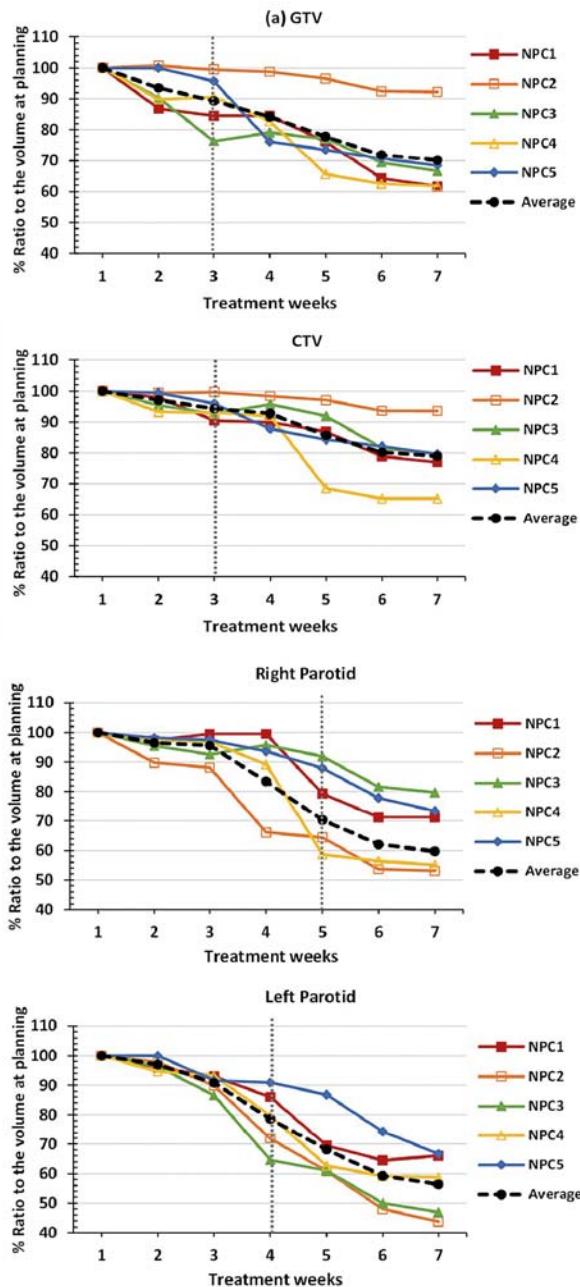 (a) GTV
% Ratio to the volume at planning
110
100
90
80
70
60
50
40
1 2 3 4 5 6 7
Treatment weeks
NPC1
NPC2
NPC3
NPC4
NPC5
Average
CTV
% Ratio to the volume at planning
110
100
90
80
70
60
50
40
1 2 3 4 5 6 7
Treatment weeks
NPC1
NPC2
NPC3
NPC4
NPC5
Average
Right Parotid
% Ratio to the volume at planning
110
100
90
80
70
60
50
40
1 2 3 4 5 6 7
Treatment weeks
NPC1
NPC2
NPC3
NPC4
NPC5
Average
Left Parotid
% Ratio to the volume at planning
110
100
90
80
70
60
50
40
1 2 3 4 5 6 7
Treatment weeks
NPC1
NPC2
NPC3
NPC4
NPC5
Average